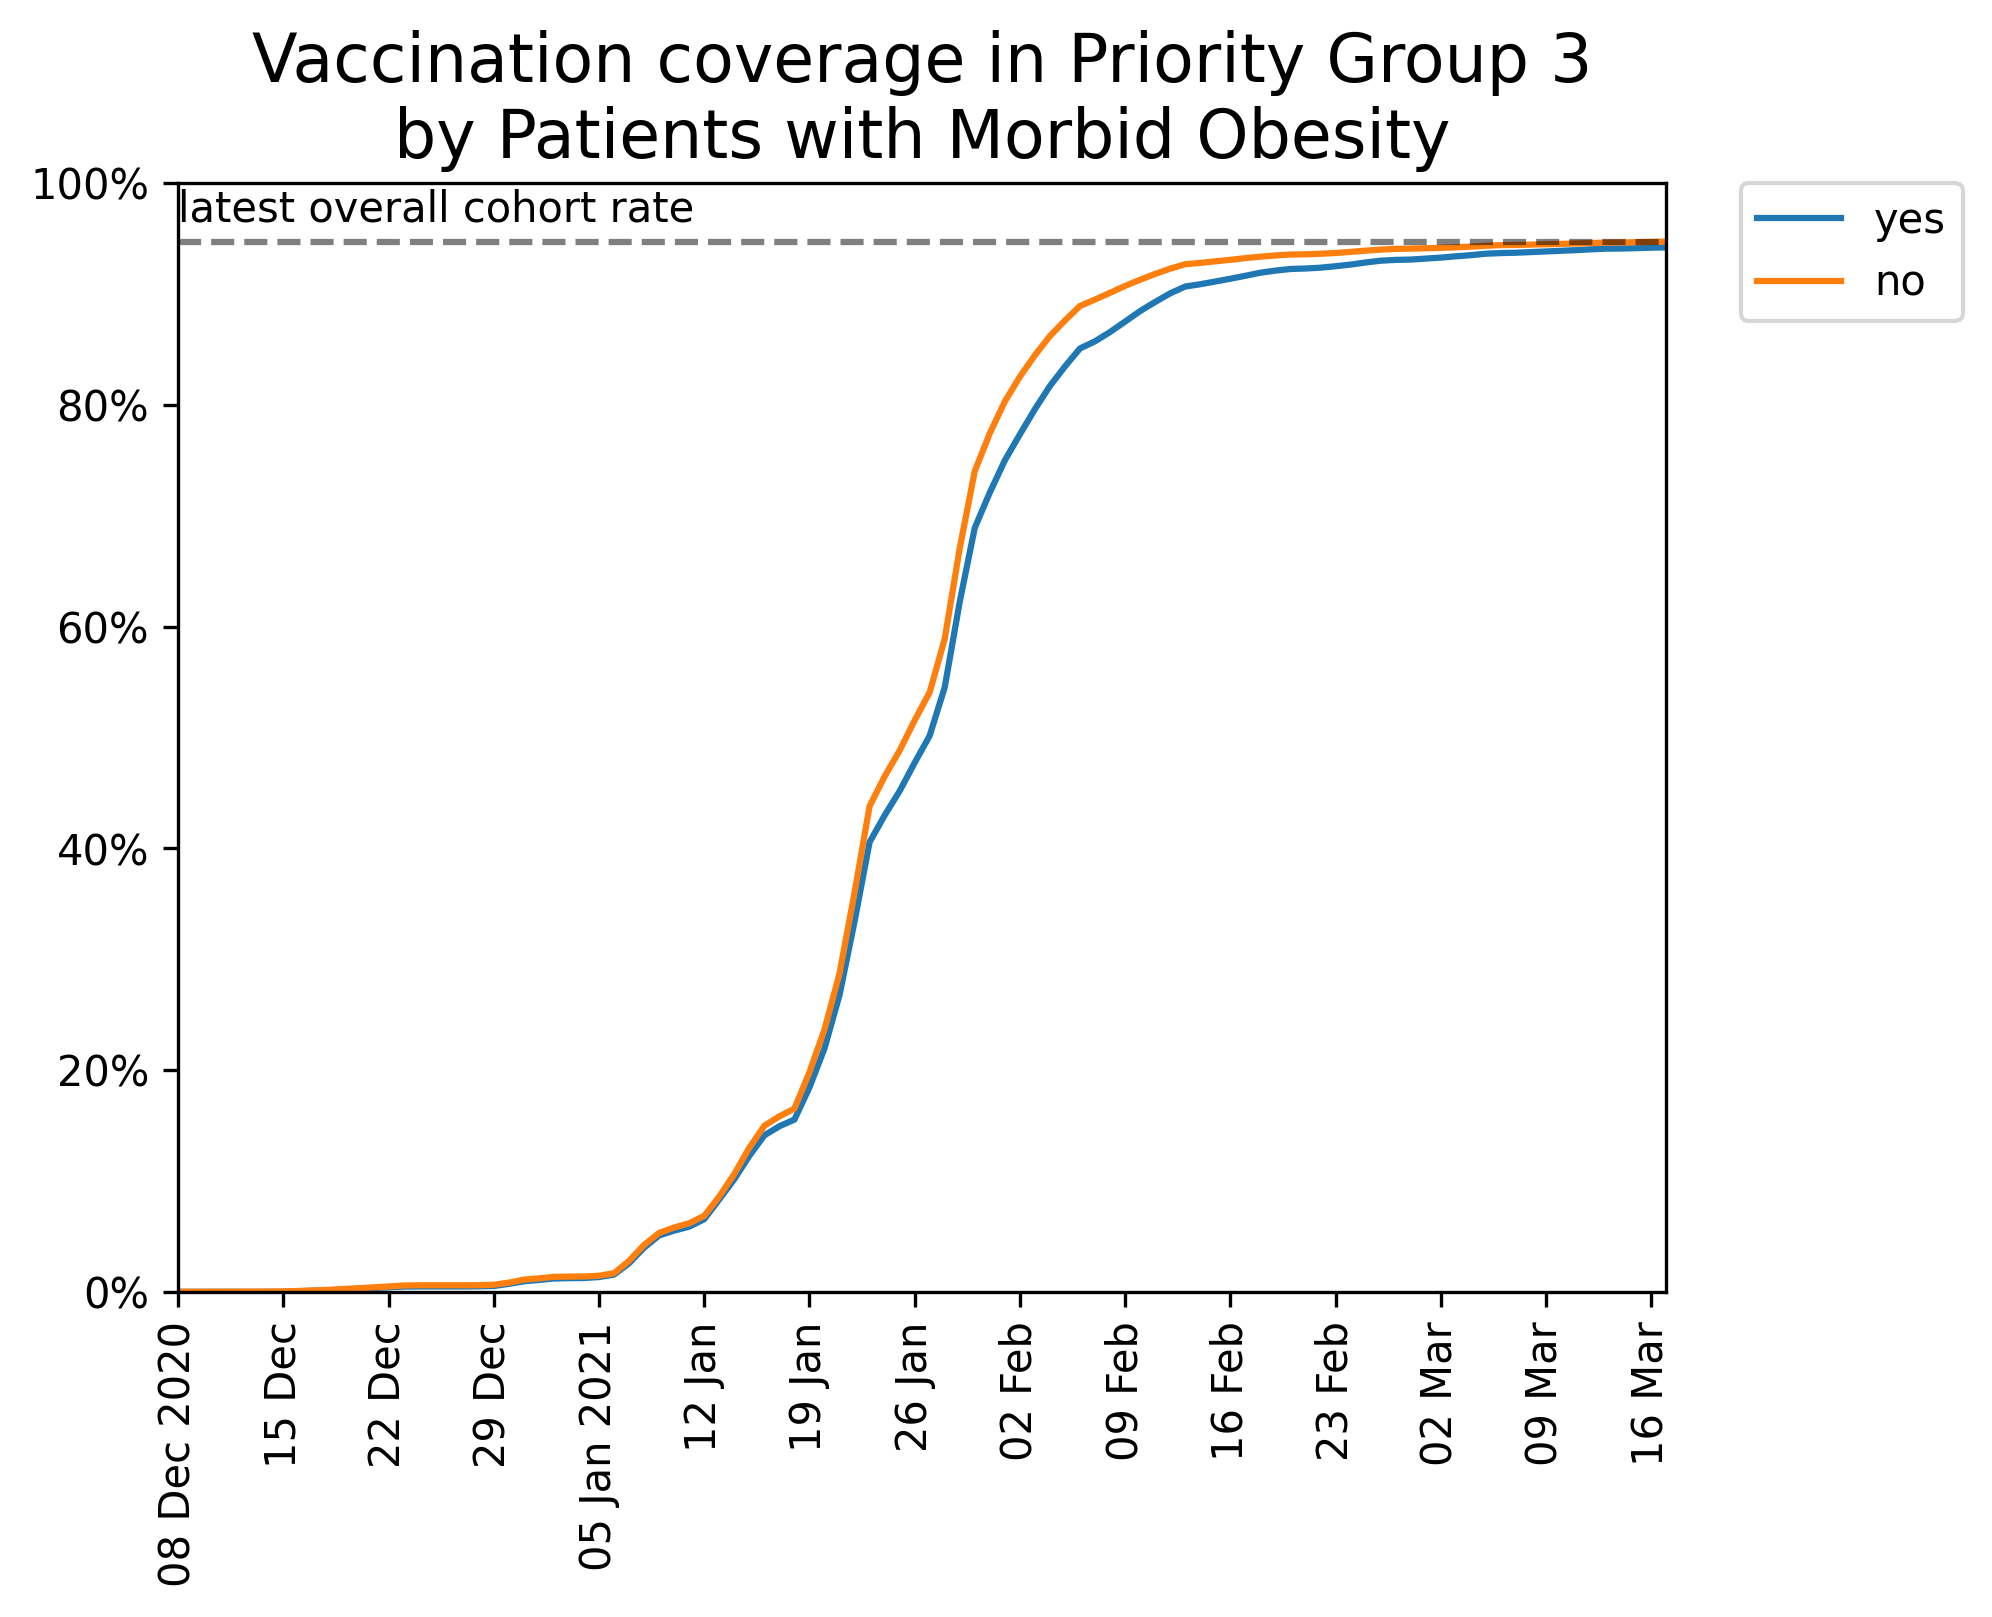 Vaccination coverage in Priority Group 3
by Patients with Morbid Obesity
100%
80%
60%
40%
20%
0%
latest overall cohort rate
yes
no
08 Dec 2020
15 Dec
22 Dec
29 Dec
05 Jan 2021
12 Jan
19 Jan
26 Jan
02 Feb
09 Feb
16 Feb
23 Feb
02 Mar
09 Mar
16 Mar